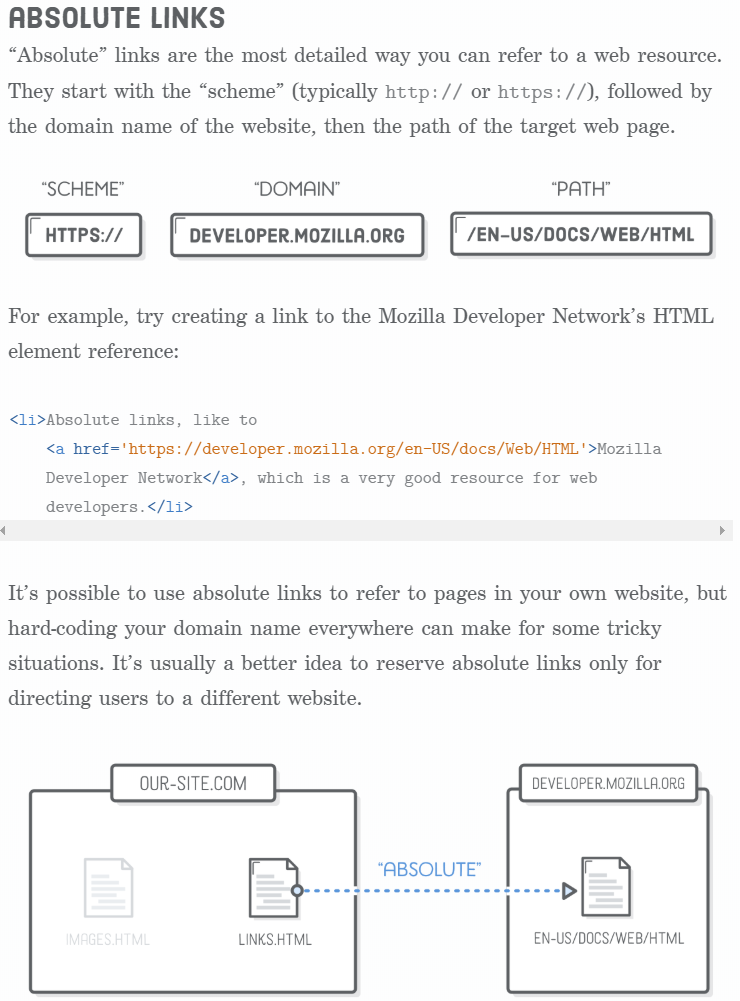 ABSOLUTE LINKS
“Absolute” links are the most detailed way you can refer to a web resource.
They start with the “scheme” (typically http:// or https://), followed by
the domain name of the website, then the path of the target web page.
“SCHEME” “DOMAIN” “PATH”
HTTPS:// DEVELOPER.MOZILLA.ORG /EN-US/DOCS/WEB/HTML
For example, try creating a link to the Mozilla Developer Network’s HTML
element reference:
<li>Absolute links, like to
<a href='https://developer.mozilla.org/en-US/docs/Web/HTML'>Mozilla
Developer Network</a>, which is a very good resource for web
developers.</li>
It’s possible to use absolute links to refer to pages in your own website, but
hard-coding your domain name everywhere can make for some tricky
situations. It’s usually a better idea to reserve absolute links only for
directing users to a different website.
OUR-SITE.COM DEVELOPER.MOZILLA.ORG
“ABSOLUTE”
IMAGES.HTML LINKS.HTML EN-US/DOCS/WEB/HTML